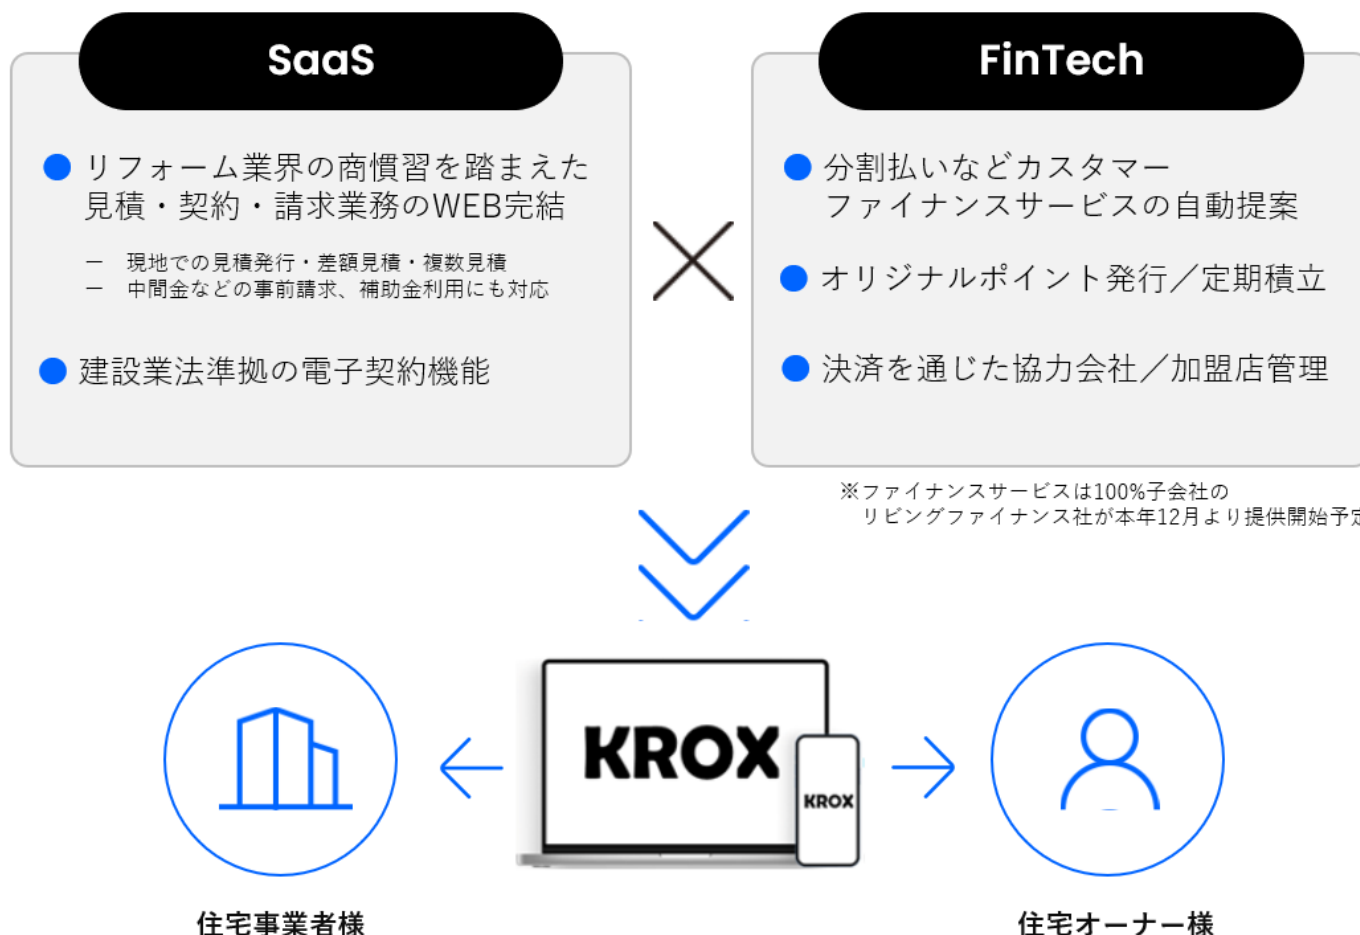 SaaS
リフォーム業界の商慣習を踏まえた
見積・契約・請求業務のWEB完結
ー 現地での見積発行・差額見積・複数見積
ー 中間金などの事前請求、補助金利用にも対応
建設業法準拠の電子契約機能
FinTech
分割払いなどカスタマー
ファイナンスサービスの自動提案
オリジナルポイント発行／定期積立
決済を通じた協力会社／加盟店管理
※ファイナンスサービスは100%子会社の
リビングファイナンス社が本年12月より提供開始予定
KROX
KROX
住宅事業者様
住宅オーナー様